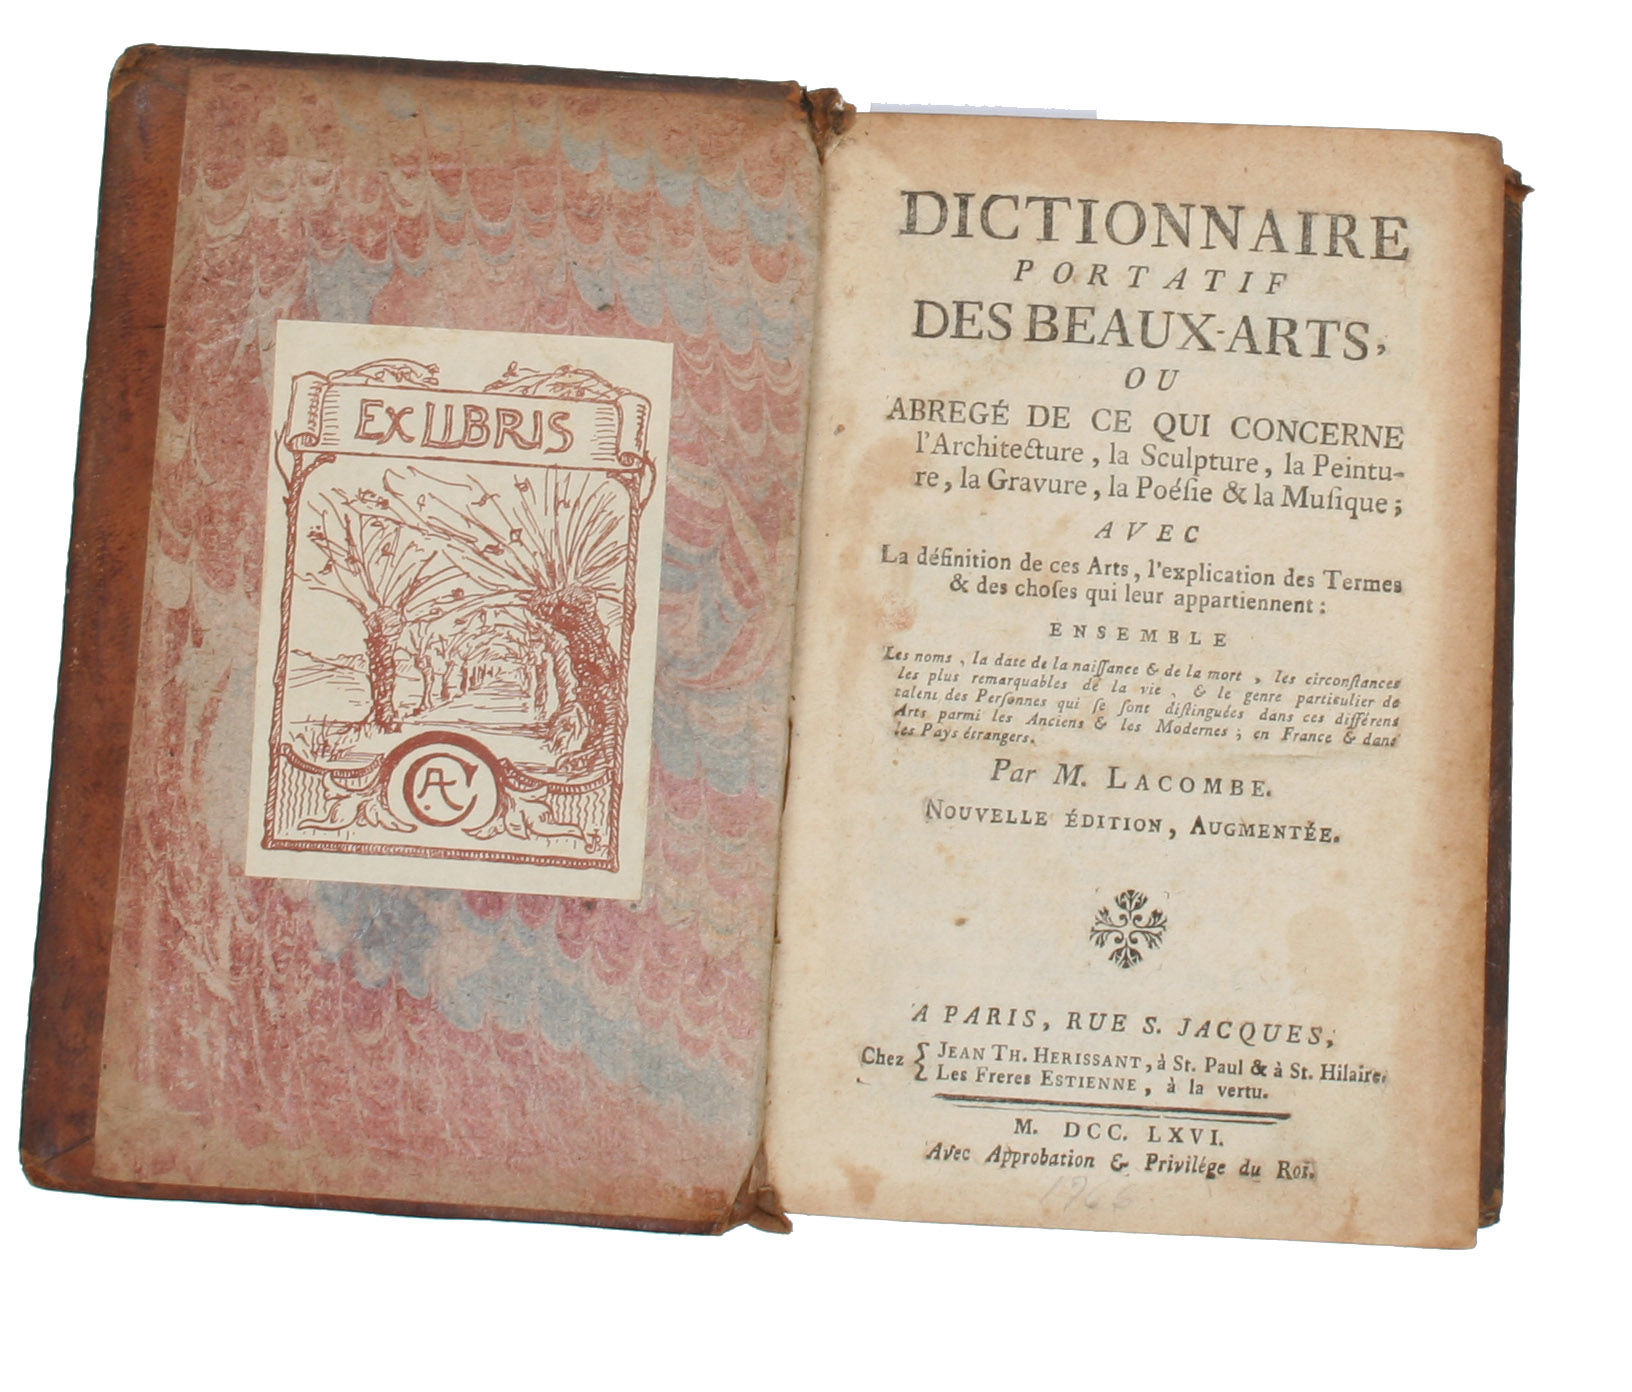 EX LIBRIS
CA
JB
DICTIONNAIRE
PORTATIF
DES BEAUX-ARTS,
OU
ABREGÉ DE CE QUI CONCERNE
l'Architecture, la Sculpture, la Peintu-
re, la Gravure, la Poéſie & la Muſique;
AVEC
La définition de ces Arts, l'explication des Termes
& des choſes qui leur appartiennent:
ENSEMBLE
Les noms, la date de la naiſſance & de la mort, les circonſtances
les plus remarquables de la vie, & le genre particulier de
talent des Perſonnes qui ſe ſont diſtinguées dans ces différens
Arts parmi les Anciens & les Modernes; en France & dans
les Pays étrangers.
Par M. LACOMBE.
NOUVELLE ÉDITION, AUGMENTÉE.
A PARIS, RUE S. JACQUES,
Chez { JEAN TH. HERISSANT, à St. Paul & à St. Hilaire.
Les Freres ESTIENNE, à la vertu.
M. DCC. LXVI.
Avec Approbation & Privilége du Roi.
1766